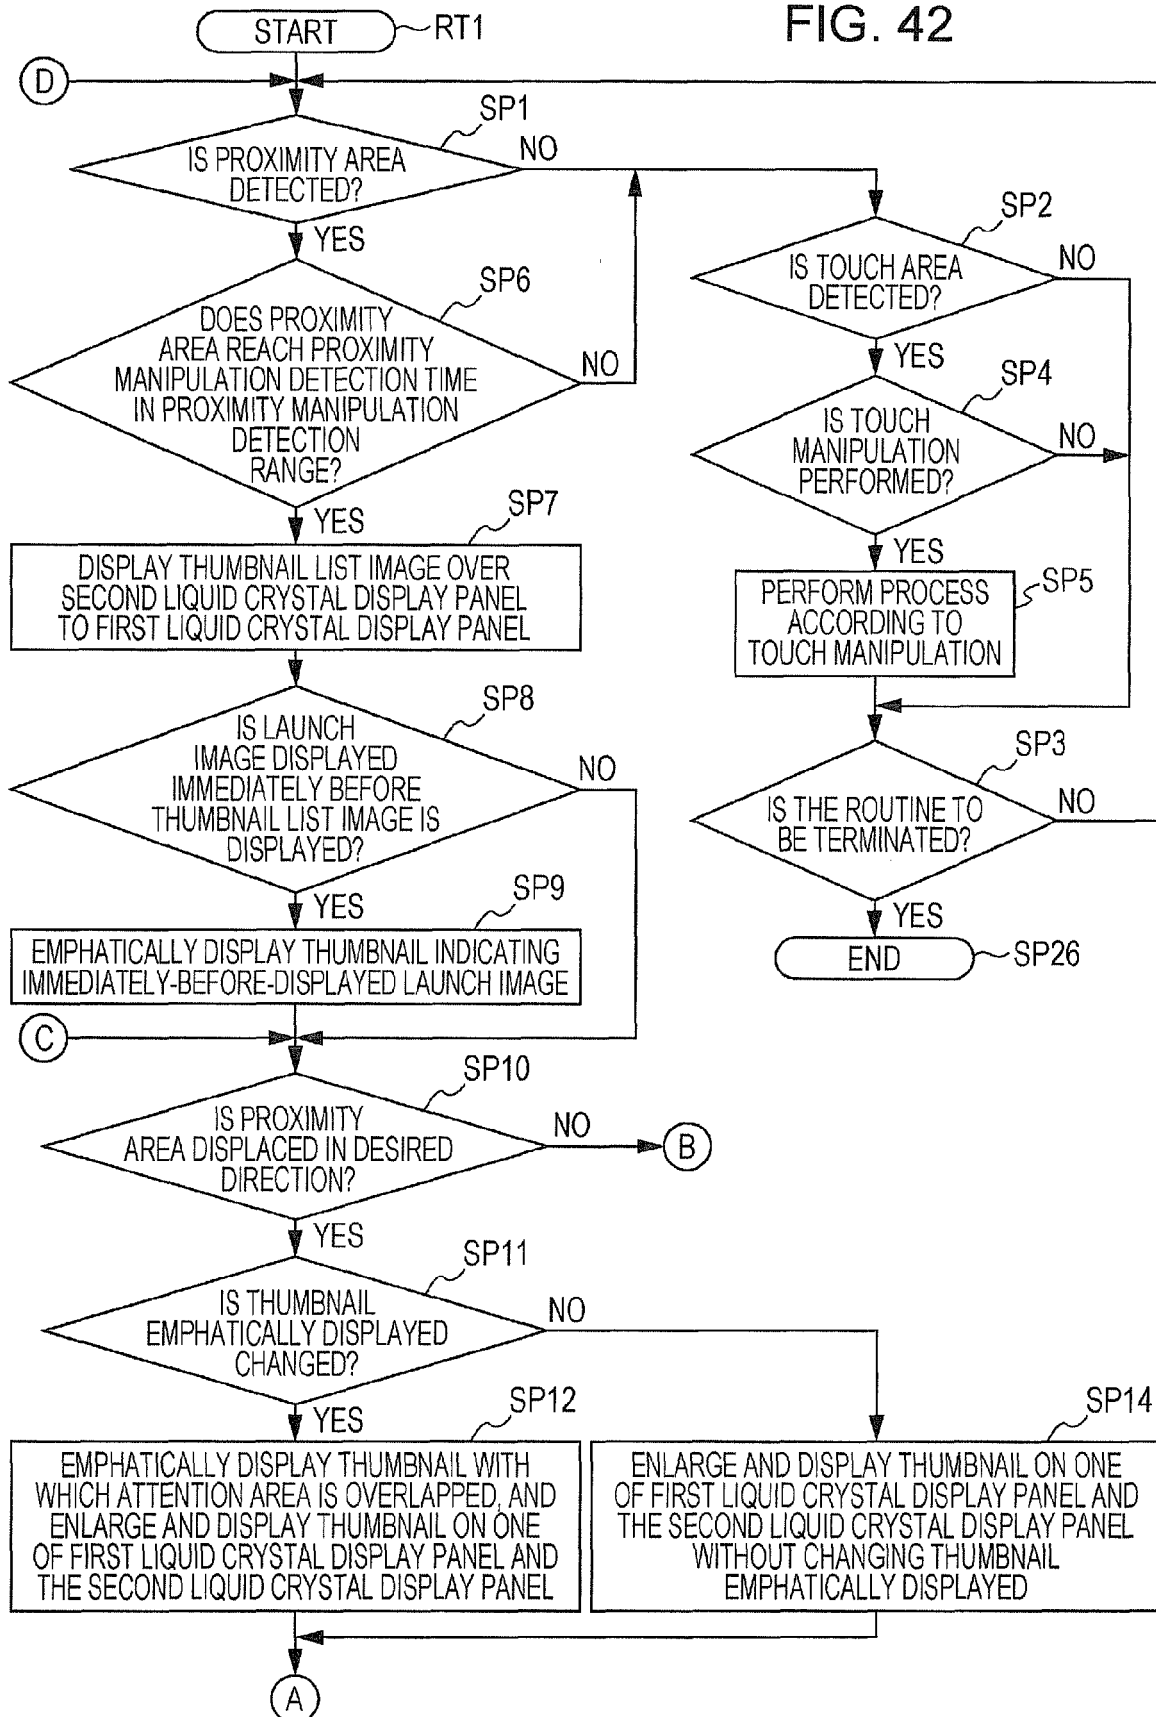 FIG. 42
START
RT1
D
SP1
IS PROXIMITY AREA
DETECTED?
NO
YES
SP2
IS TOUCH AREA
DETECTED?
NO
YES
SP6
DOES PROXIMITY
AREA REACH PROXIMITY
MANIPULATION DETECTION TIME
IN PROXIMITY MANIPULATION
DETECTION
RANGE?
NO
YES
SP4
IS TOUCH
MANIPULATION
PERFORMED?
NO
YES
SP7
DISPLAY THUMBNAIL LIST IMAGE OVER
SECOND LIQUID CRYSTAL DISPLAY PANEL
TO FIRST LIQUID CRYSTAL DISPLAY PANEL
SP5
PERFORM PROCESS
ACCORDING TO
TOUCH MANIPULATION
SP8
IS LAUNCH
IMAGE DISPLAYED
IMMEDIATELY BEFORE
THUMBNAIL LIST IMAGE IS
DISPLAYED?
NO
YES
SP3
IS THE ROUTINE TO
BE TERMINATED?
NO
YES
SP9
EMPHATICALLY DISPLAY THUMBNAIL INDICATING
IMMEDIATELY-BEFORE-DISPLAYED LAUNCH IMAGE
END
SP26
C
SP10
IS PROXIMITY
AREA DISPLACED IN DESIRED
DIRECTION?
NO
B
YES
SP11
IS THUMBNAIL
EMPHATICALLY DISPLAYED
CHANGED?
NO
YES
SP12
EMPHATICALLY DISPLAY THUMBNAIL WITH
WHICH ATTENTION AREA IS OVERLAPPED, AND
ENLARGE AND DISPLAY THUMBNAIL ON ONE
OF FIRST LIQUID CRYSTAL DISPLAY PANEL AND
THE SECOND LIQUID CRYSTAL DISPLAY PANEL
SP14
ENLARGE AND DISPLAY THUMBNAIL ON ONE
OF FIRST LIQUID CRYSTAL DISPLAY PANEL AND
THE SECOND LIQUID CRYSTAL DISPLAY PANEL
WITHOUT CHANGING THUMBNAIL
EMPHATICALLY DISPLAYED
A